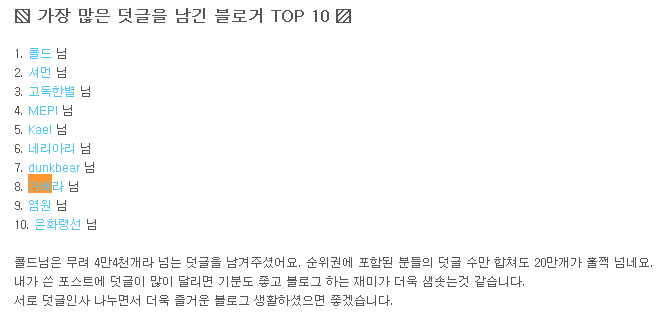 ▧ 가장 많은 덧글을 남긴 블로거 TOP 10 ▨
1. 콜드 님
2. 셔먼 님
3. 고독한별 님
4. MEPI 님
5. Kael 님
6. 네리아리 님
7. dunkbear 님
8. 라 님
9. 염원 님
10. 은화령선 님
콜드님은 무려 4만4천개라 넘는 덧글을 남겨주셨어요. 순위권에 포함된 분들의 덧글 수만 합쳐도 20만개가 훌쩍 넘네요.
내가 쓴 포스트에 덧글이 많이 달리면 기분도 좋고 블로그 하는 재미가 더욱 샘솟는것 같습니다.
서로 덧글인사 나누면서 더욱 즐거운 블로그 생활하셨으면 좋겠습니다.